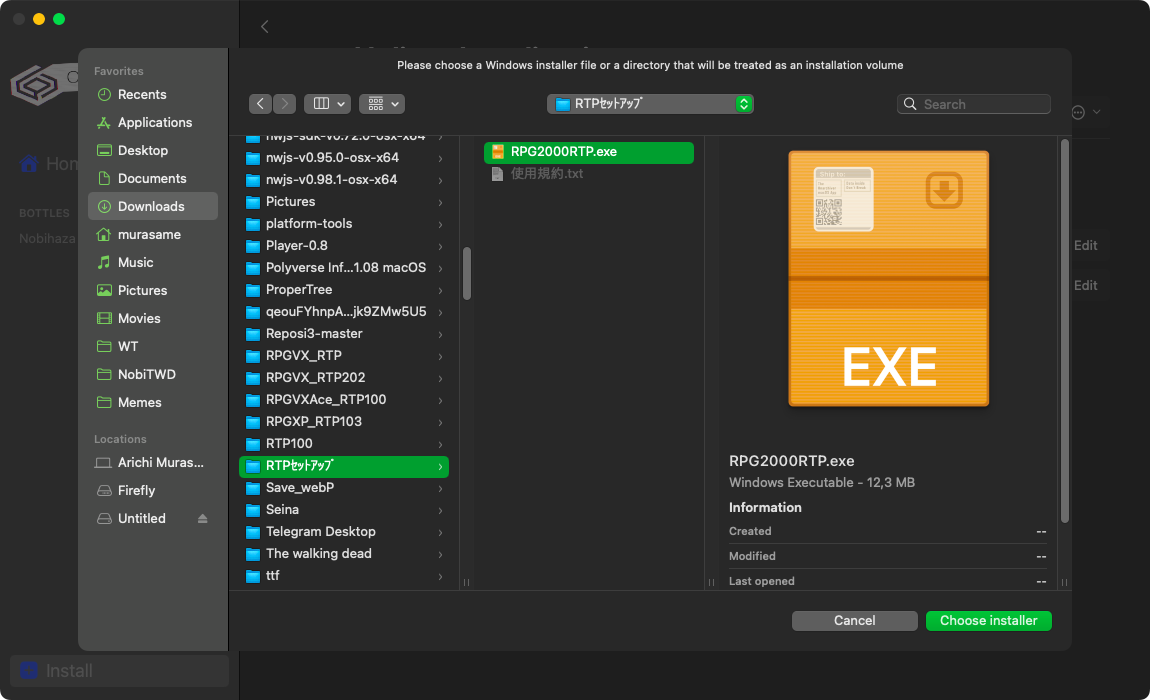 Please choose a Windows installer file or a directory that will be treated as an installation volume
RTPｾｯﾄｱｯﾌﾟ
Search
Hom
BOTTLES
Nobihaza
Install
Favorites
Recents
Applications
Desktop
Documents
Downloads
murasame
Music
Pictures
Movies
WT
NobiTWD
Memes
Locations
Arichi Muras...
Firefly
Untitled
nwjs-sdk-v0.72.0-osx-x64
nwjs-v0.95.0-osx-x64
nwjs-v0.98.1-osx-x64
Pictures
platform-tools
Player-0.8
Polyverse Inf...1.08 macOS
ProperTree
qeouFYhnpA...jk9ZMw5U5
Reposi3-master
RPGVX_RTP
RPGVX_RTP202
RPGVXAce_RTP100
RPGXP_RTP103
RTP100
RTPｾｯﾄｱｯﾌﾟ
Save_webP
Seina
Telegram Desktop
The walking dead
ttf
RPG2000RTP.exe
使用規約.txt
Ship to:
EXE
RPG2000RTP.exe
Windows Executable - 12,3 MB
Information
Created --
Modified --
Last opened --
Edit
Edit
Cancel
Choose installer